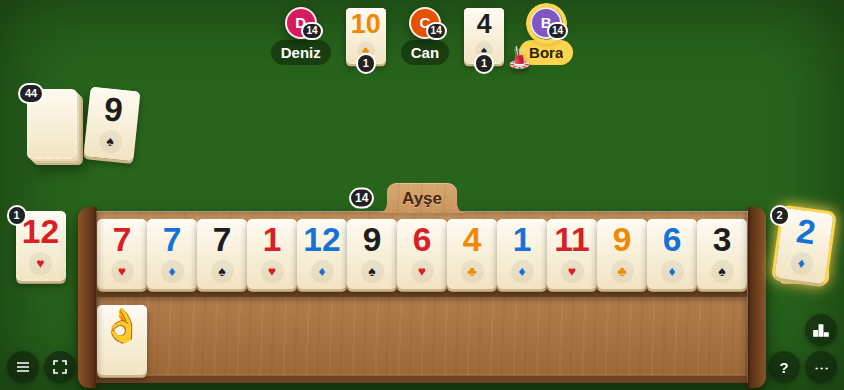 D 14 10 ♣ 1 C 14 4 ♠ 1 B 14
Deniz Can Bora
44 9 ♠
14 Ayşe
1 12 ♥
7 7 7 1 12 9 6 4 1 11 9 6 3
♥ ♦ ♠ ♥ ♦ ♠ ♥ ♣ ♦ ♥ ♣ ♦ ♠
2 2 ♦
? ...